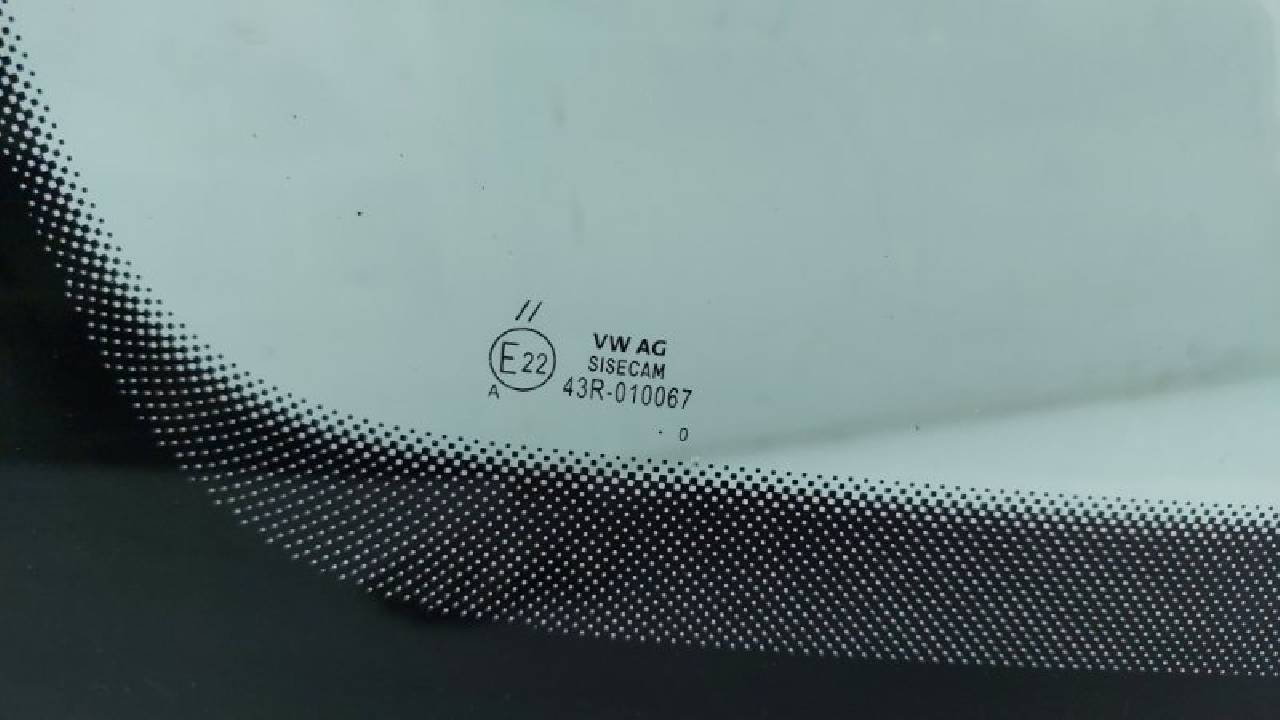 //
E22
A
VW AG
SISECAM
43R-010067
. 0